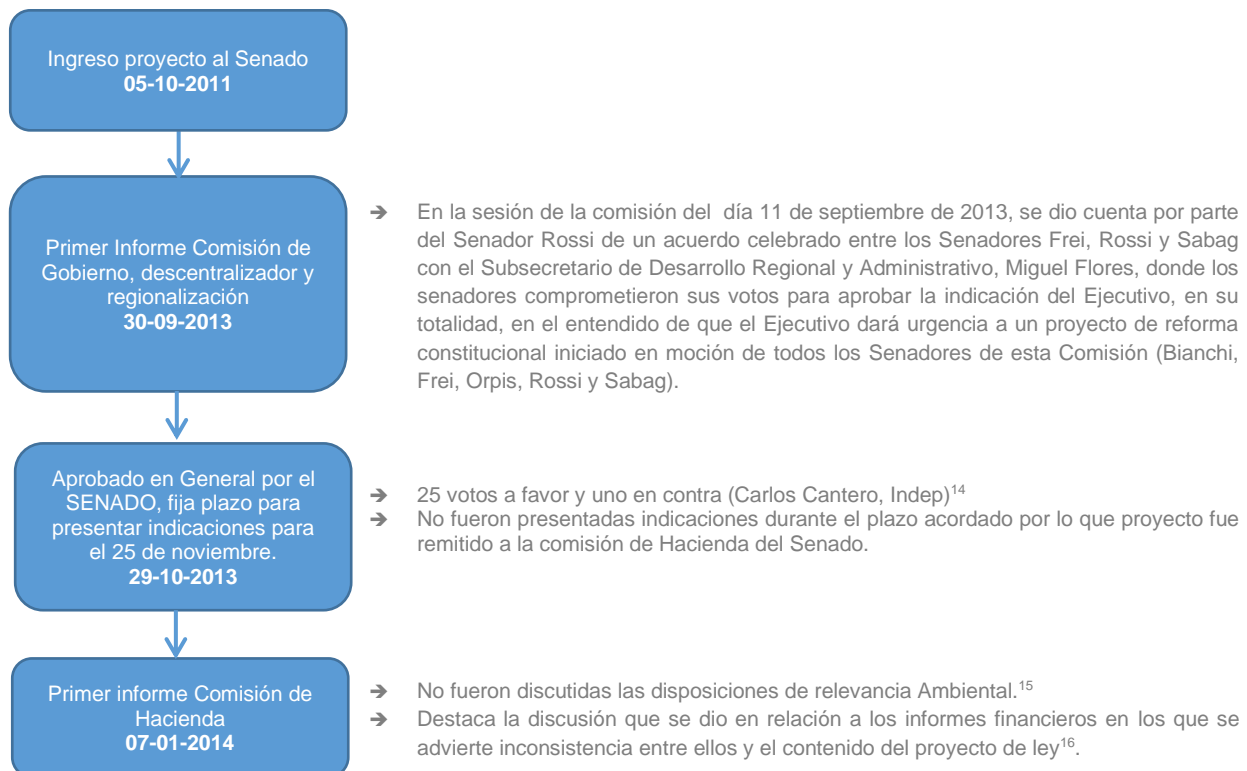 Ingreso proyecto al Senado
05-10-2011
Primer Informe Comisión de
Gobierno, descentralizador y
regionalización
30-09-2013
➔ En la sesión de la comisión del día 11 de septiembre de 2013, se dio cuenta por parte
del Senador Rossi de un acuerdo celebrado entre los Senadores Frei, Rossi y Sabag
con el Subsecretario de Desarrollo Regional y Administrativo, Miguel Flores, donde los
senadores comprometieron sus votos para aprobar la indicación del Ejecutivo, en su
totalidad, en el entendido de que el Ejecutivo dará urgencia a un proyecto de reforma
constitucional iniciado en moción de todos los Senadores de esta Comisión (Bianchi,
Frei, Orpis, Rossi y Sabag).
Aprobado en General por el
SENADO, fija plazo para
presentar indicaciones para
el 25 de noviembre.
29-10-2013
➔ 25 votos a favor y uno en contra (Carlos Cantero, Indep)14
➔ No fueron presentadas indicaciones durante el plazo acordado por lo que proyecto fue
remitido a la comisión de Hacienda del Senado.
Primer informe Comisión de
Hacienda
07-01-2014
➔ No fueron discutidas las disposiciones de relevancia Ambiental.15
➔ Destaca la discusión que se dio en relación a los informes financieros en los que se
advierte inconsistencia entre ellos y el contenido del proyecto de ley16.